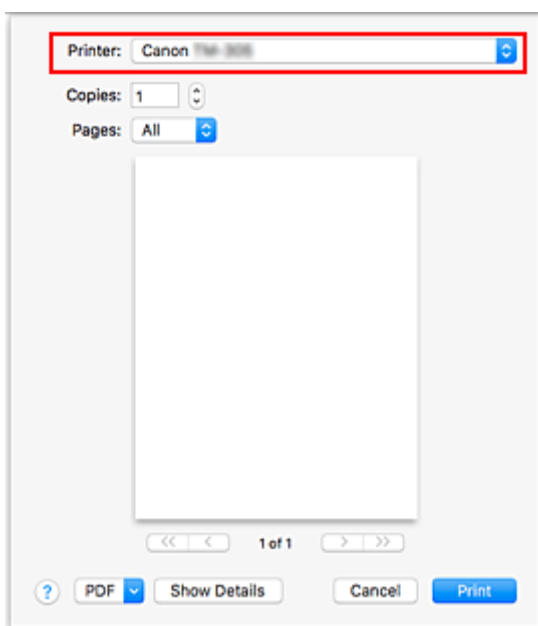 Printer: Canon
Copies: 1
Pages: All
<< < 1 of 1 > >>
? PDF Show Details Cancel Print